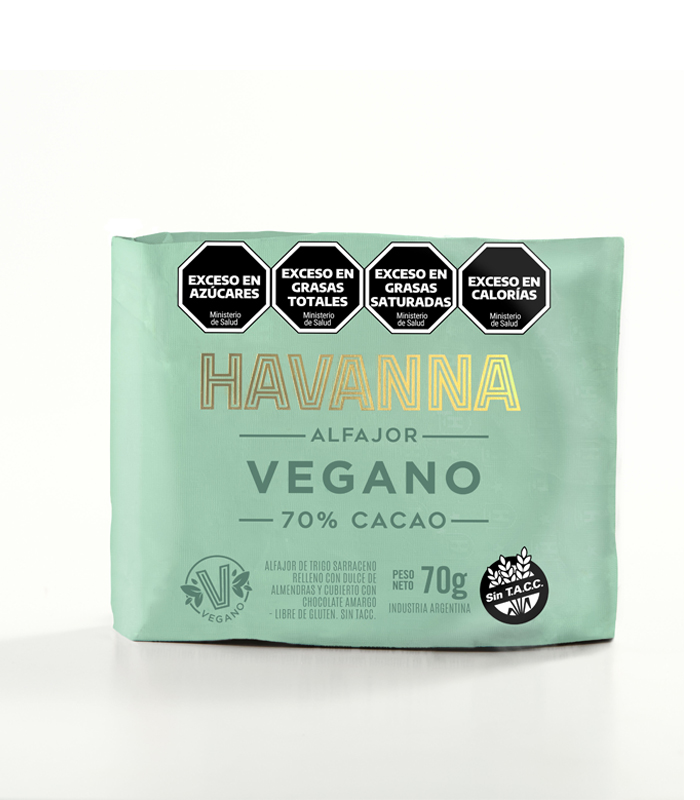 EXCESO EN
AZÚCARES
Ministerio
de Salud
EXCESO EN
GRASAS
TOTALES
Ministerio
de Salud
EXCESO EN
GRASAS
SATURADAS
Ministerio
de Salud
EXCESO EN
CALORÍAS
Ministerio
de Salud
HAVANNA
ALFAJOR
VEGANO
70% CACAO
V
VEGANO
ALFAJOR DE TRIGO SARRACENO
RELLENO CON DULCE DE
ALMENDRAS Y CUBIERTO CON
CHOCOLATE AMARGO
- LIBRE DE GLUTEN. SIN TACC.
PESO
NETO 70g
INDUSTRIA ARGENTINA
Sin T.A.C.C.